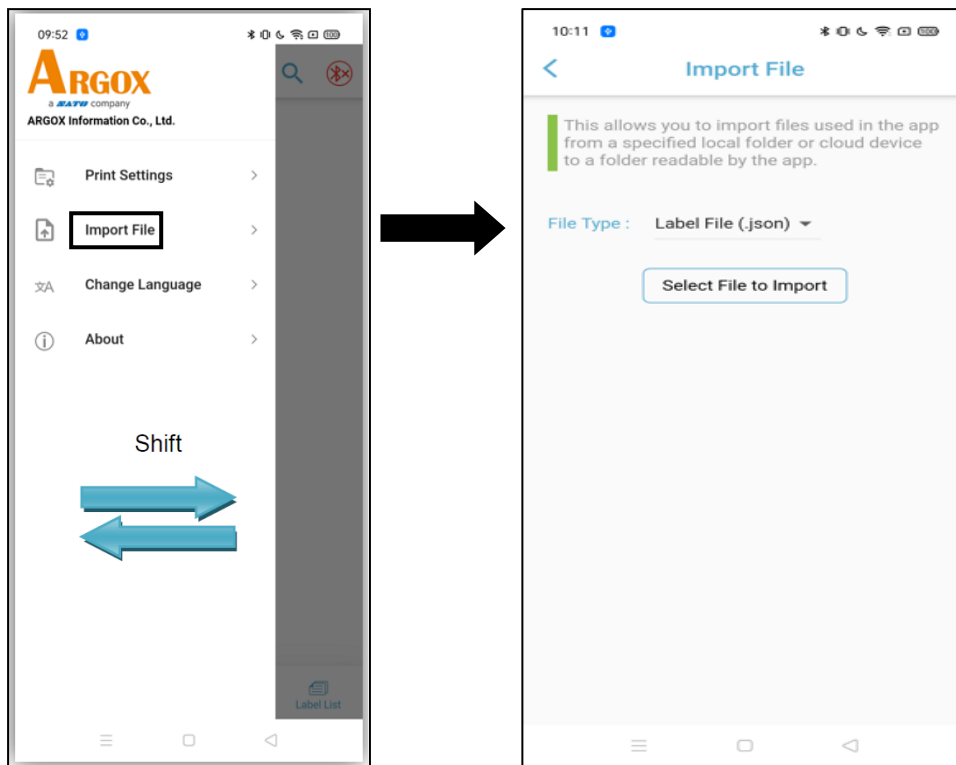 09:52
ARGOX
a SATO company
ARGOX Information Co., Ltd.
Print Settings
Import File
Change Language
About
Shift
Label List
10:11
Import File
This allows you to import files used in the app
from a specified local folder or cloud device
to a folder readable by the app.
File Type : Label File (.json)
Select File to Import